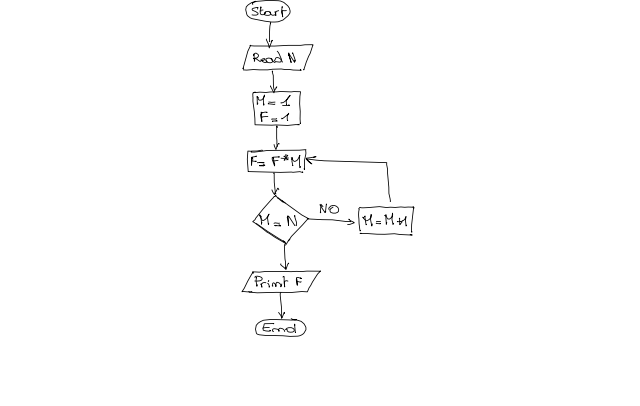 Start
Read N
M = 1
F = 1
F = F * M
M = N
NO
M = M + 1
Print F
End